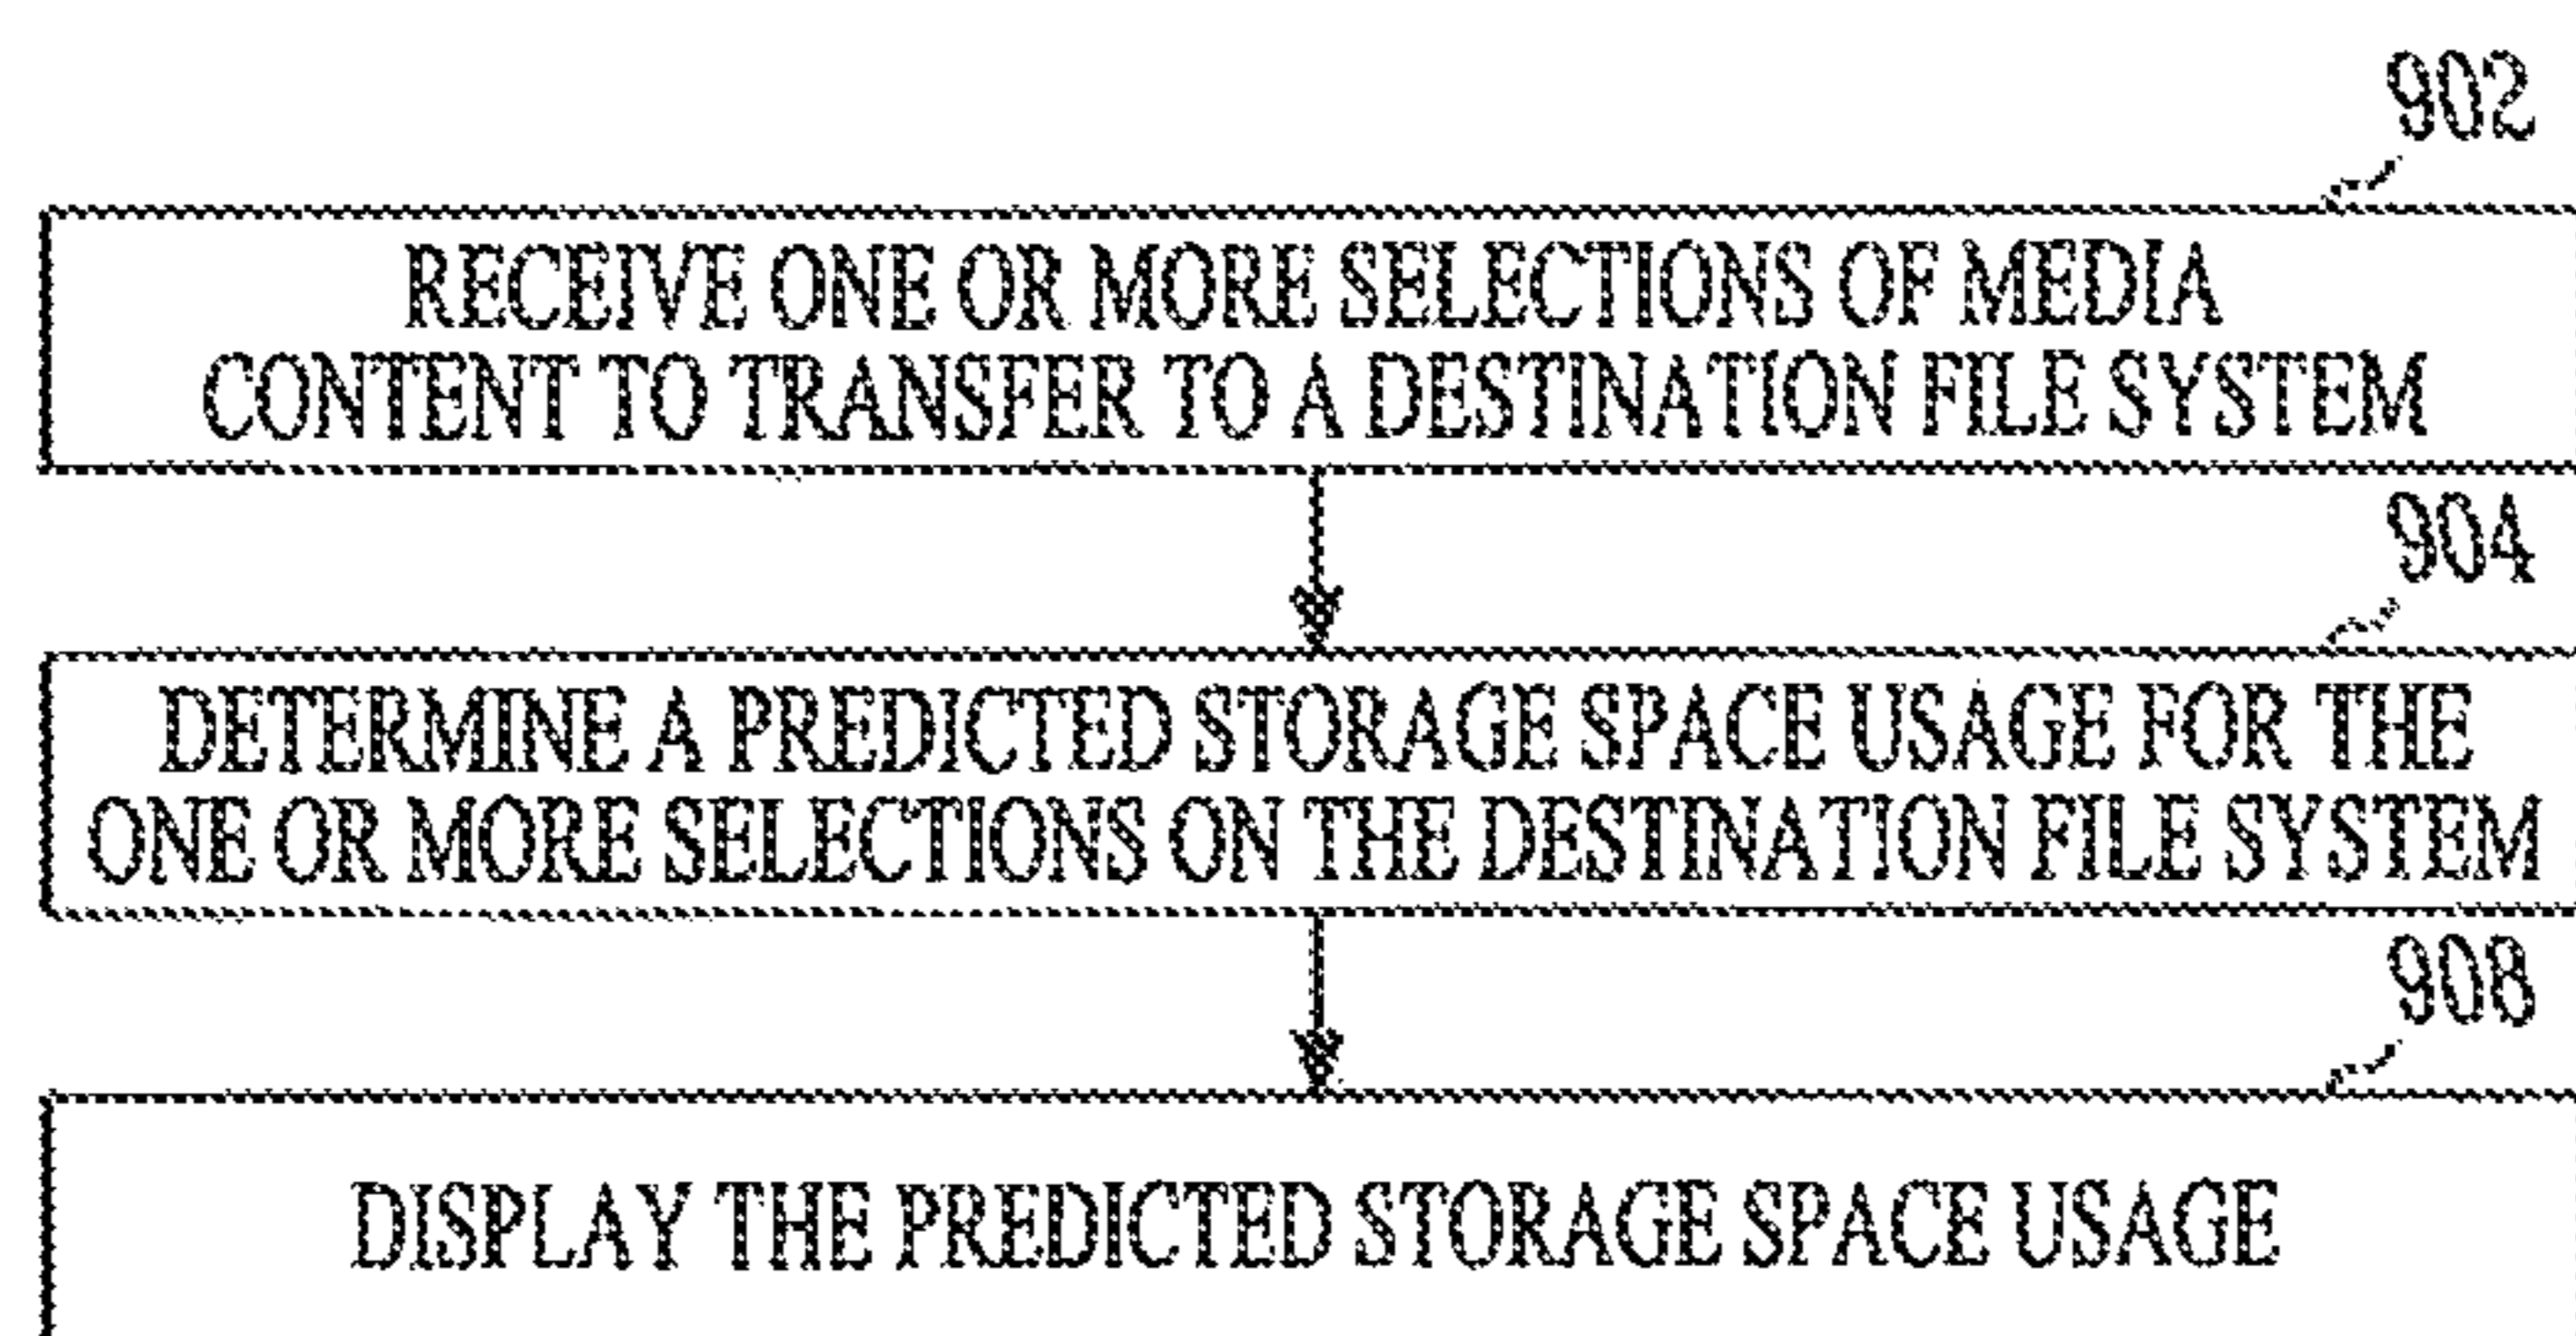 902
RECEIVE ONE OR MORE SELECTIONS OF MEDIA
CONTENT TO TRANSFER TO A DESTINATION FILE SYSTEM
904
DETERMINE A PREDICTED STORAGE SPACE USAGE FOR THE
ONE OR MORE SELECTIONS ON THE DESTINATION FILE SYSTEM
908
DISPLAY THE PREDICTED STORAGE SPACE USAGE